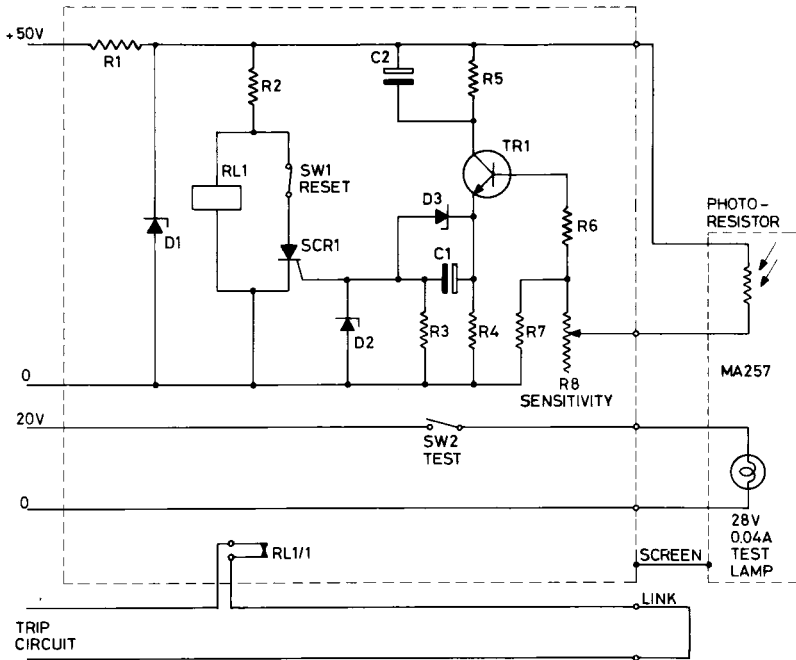 +50V
R1
R2
C2
R5
TR1
RL1
SW1
RESET
D3
R6
PHOTO-
RESISTOR
D1
SCR1
C1
D2
R3
R4
R7
R8
SENSITIVITY
MA257
0
20V
SW2
TEST
0
28V
0.04A
TEST
LAMP
RL1/1
SCREEN
LINK
TRIP
CIRCUIT